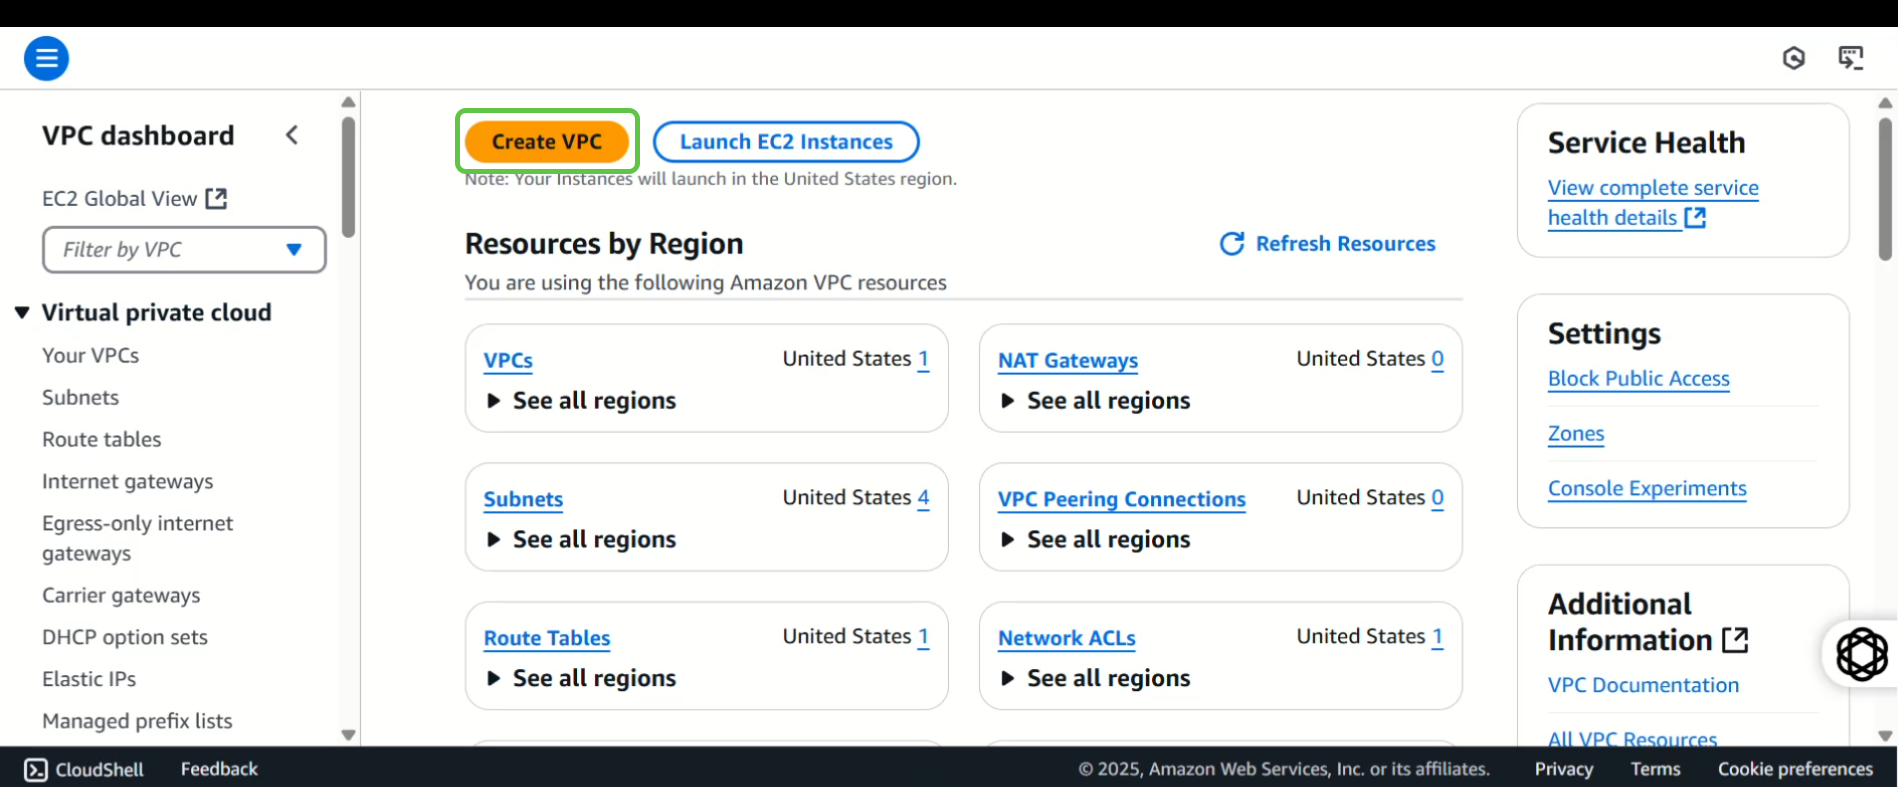 VPC dashboard
EC2 Global View
Filter by VPC
Virtual private cloud
Your VPCs
Subnets
Route tables
Internet gateways
Egress-only internet
gateways
Carrier gateways
DHCP option sets
Elastic IPs
Managed prefix lists
Create VPC
Launch EC2 Instances
Note: Your Instances will launch in the United States region.
Resources by Region
Refresh Resources
You are using the following Amazon VPC resources
VPCs United States 1
See all regions
NAT Gateways United States 0
See all regions
Subnets United States 4
See all regions
VPC Peering Connections United States 0
See all regions
Route Tables United States 1
See all regions
Network ACLs United States 1
See all regions
Service Health
View complete service
health details
Settings
Block Public Access
Zones
Console Experiments
Additional
Information
VPC Documentation
All VPC Resources
CloudShell Feedback © 2025, Amazon Web Services, Inc. or its affiliates. Privacy Terms Cookie preferences